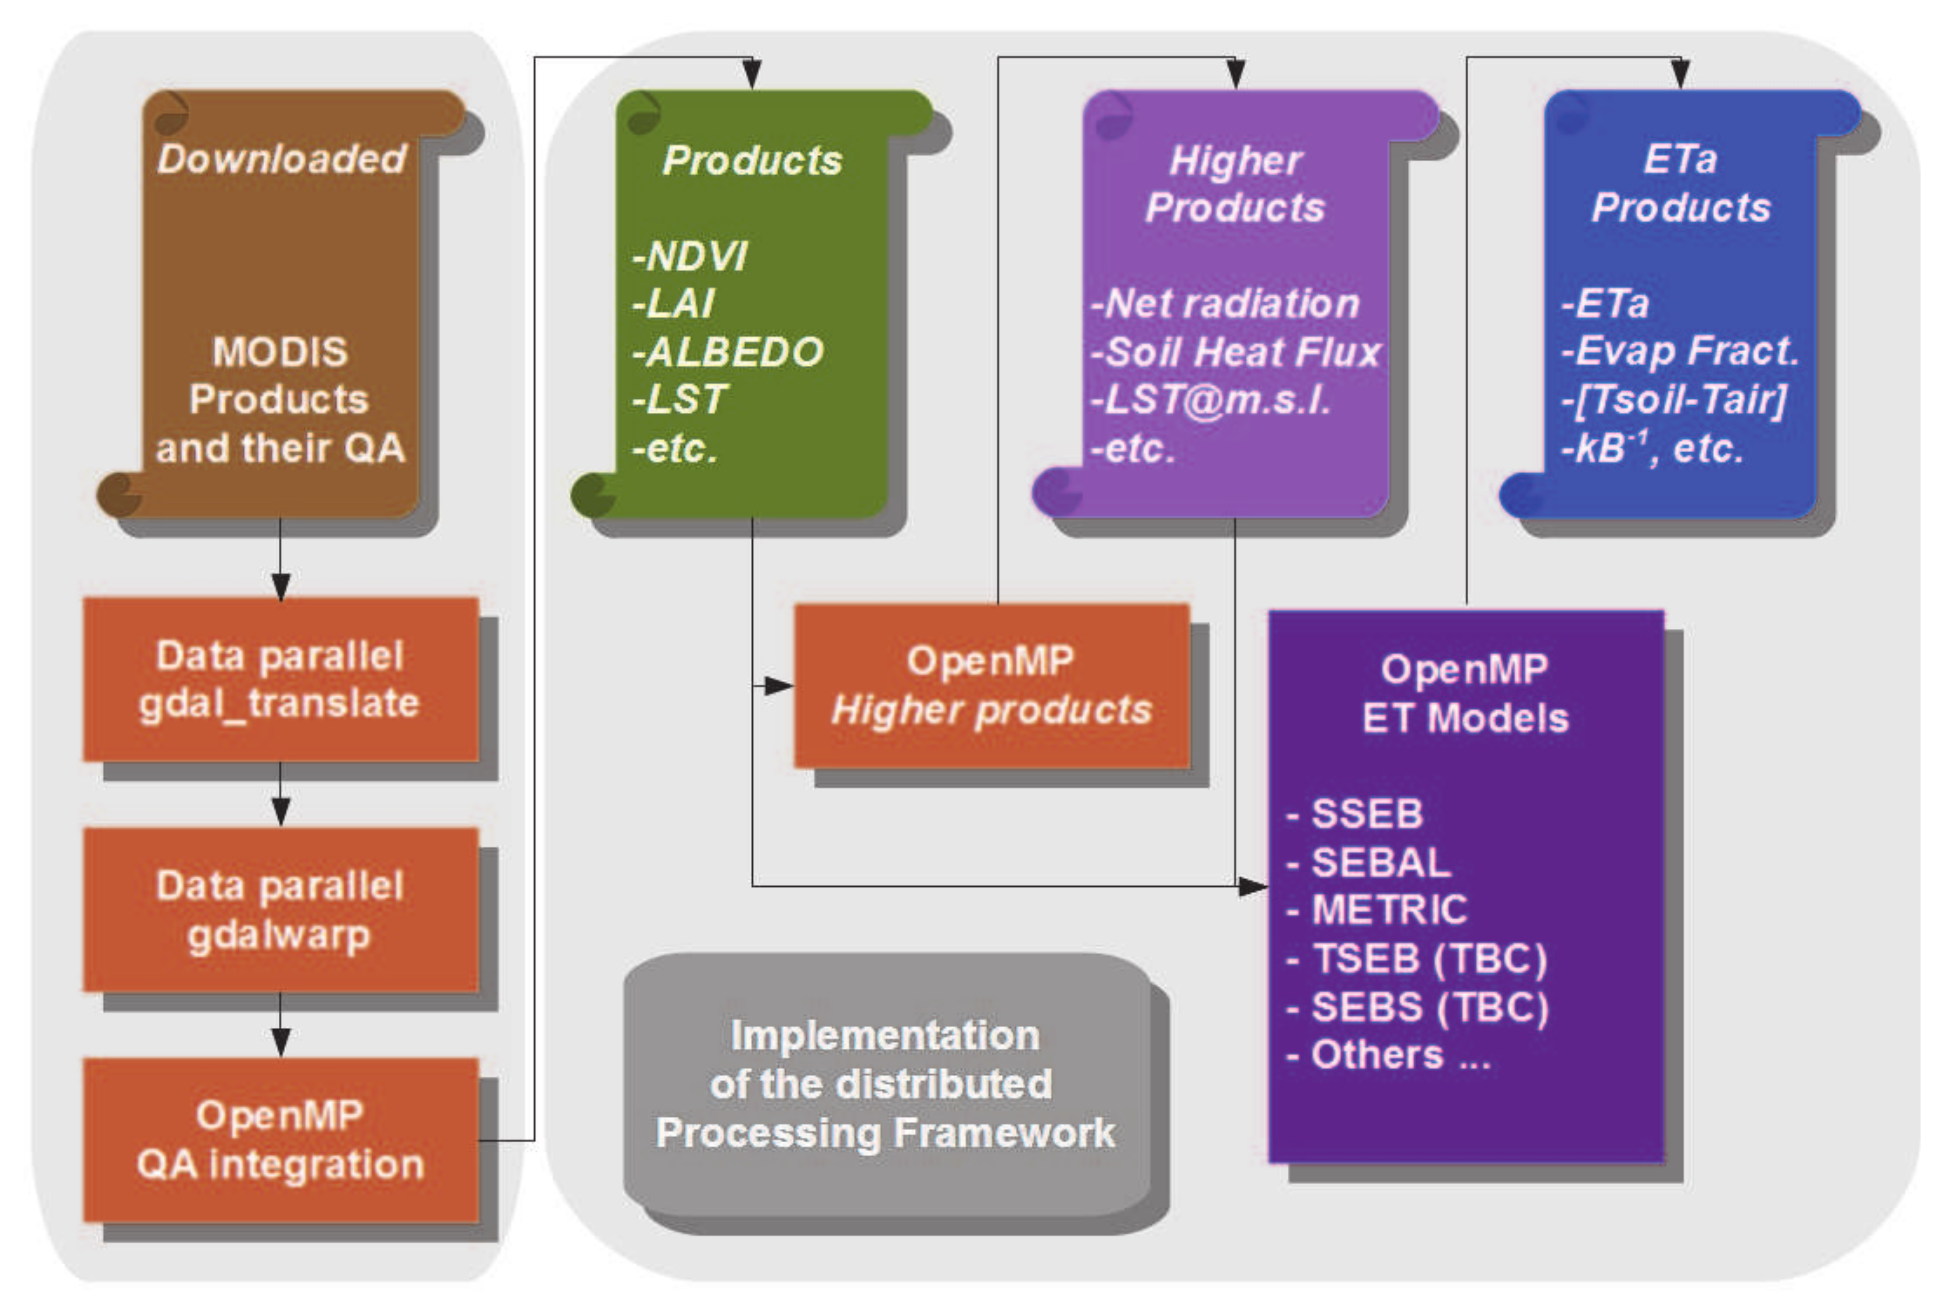 Downloaded
MODIS
Products
and their QA
Data parallel
gdal_translate
Data parallel
gdalwarp
OpenMP
QA integration
Products
-NDVI
-LAI
-ALBEDO
-LST
-etc.
Higher
Products
-Net radiation
-Soil Heat Flux
-LST@m.s.l.
-etc.
ETa
Products
-ETa
-Evap Fract.
-[Tsoil-Tair]
-kB⁻¹, etc.
OpenMP
Higher products
OpenMP
ET Models
- SSEB
- SEBAL
- METRIC
- TSEB (TBC)
- SEBS (TBC)
- Others ...
Implementation
of the distributed
Processing Framework